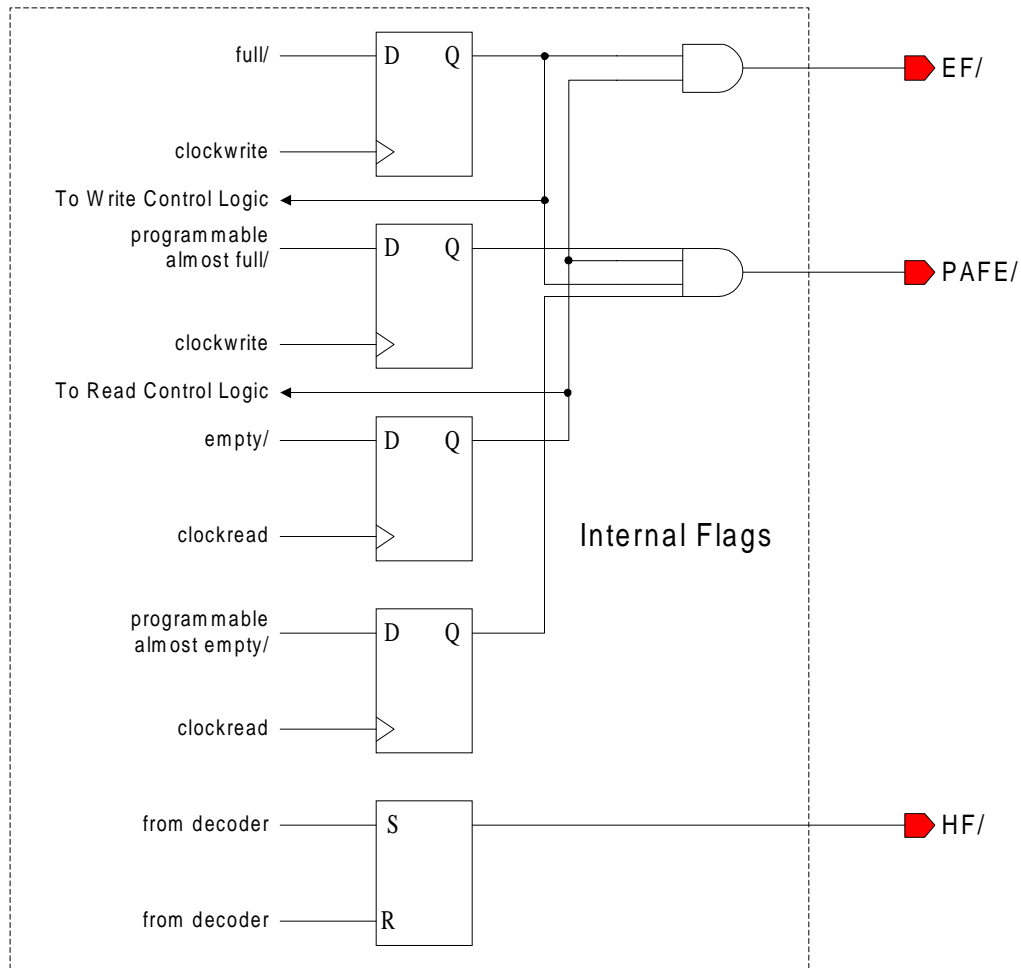 full/
D Q
EF/
clockwrite
To Write Control Logic
programmable
almost full/
D Q
PAFE/
clockwrite
To Read Control Logic
empty/
D Q
clockread
Internal Flags
programmable
almost empty/
D Q
clockread
from decoder
S
HF/
from decoder
R